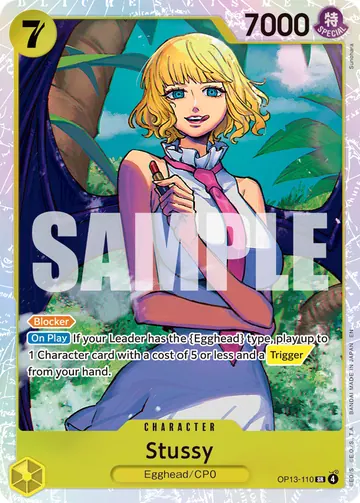 7
7000
特
SPECIAL
SAMPLE
Blocker
On Play If your Leader has the {Egghead} type, play up to
1 Character card with a cost of 5 or less and a Trigger
from your hand.
CHARACTER
Stussy
Egghead/CP0
OP13-110 SR 4